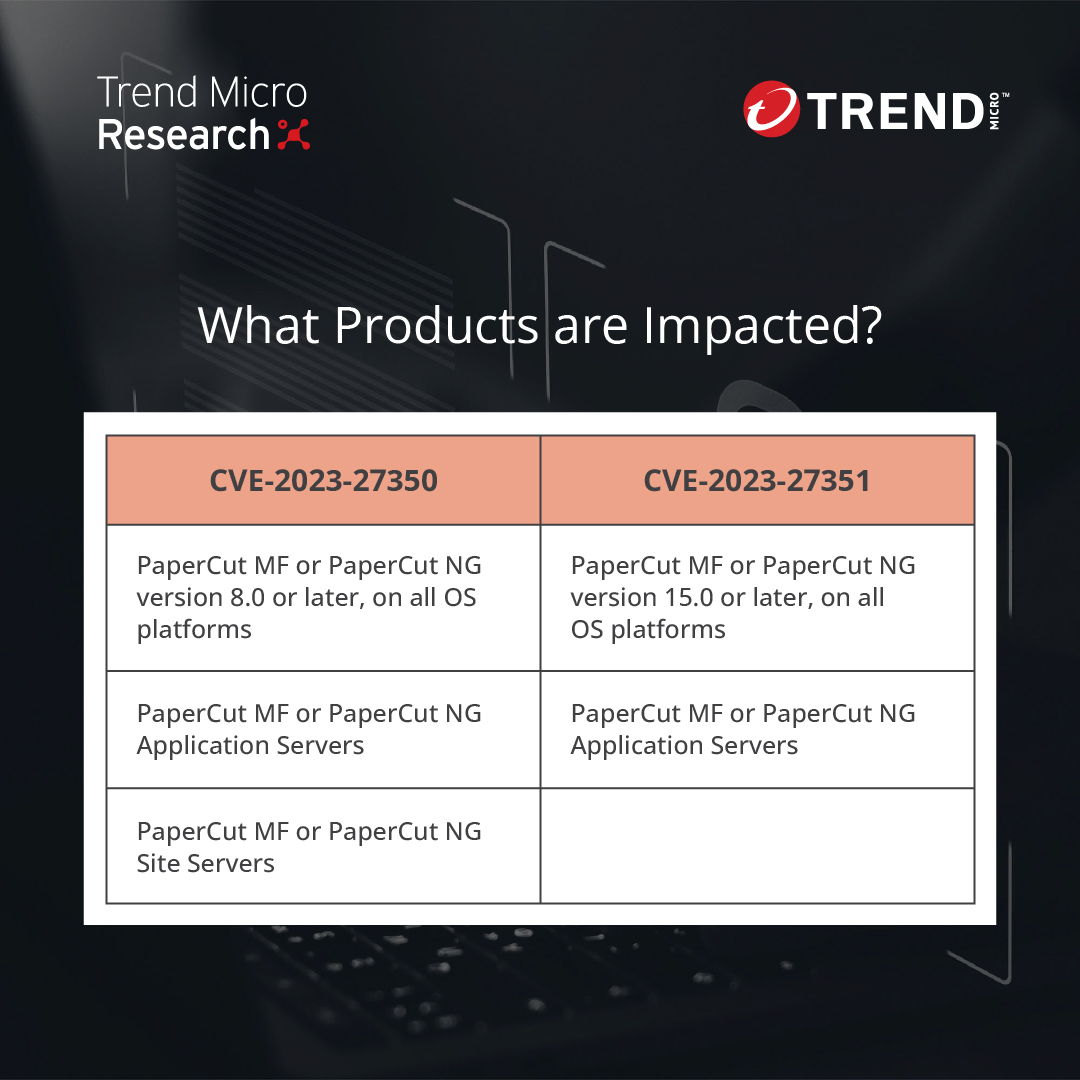 Trend Micro
Research
TREND
MICRO
™
What Products are Impacted?
CVE-2023-27350
CVE-2023-27351
PaperCut MF or PaperCut NG
version 8.0 or later, on all OS
platforms
PaperCut MF or PaperCut NG
version 15.0 or later, on all
OS platforms
PaperCut MF or PaperCut NG
Application Servers
PaperCut MF or PaperCut NG
Application Servers
PaperCut MF or PaperCut NG
Site Servers